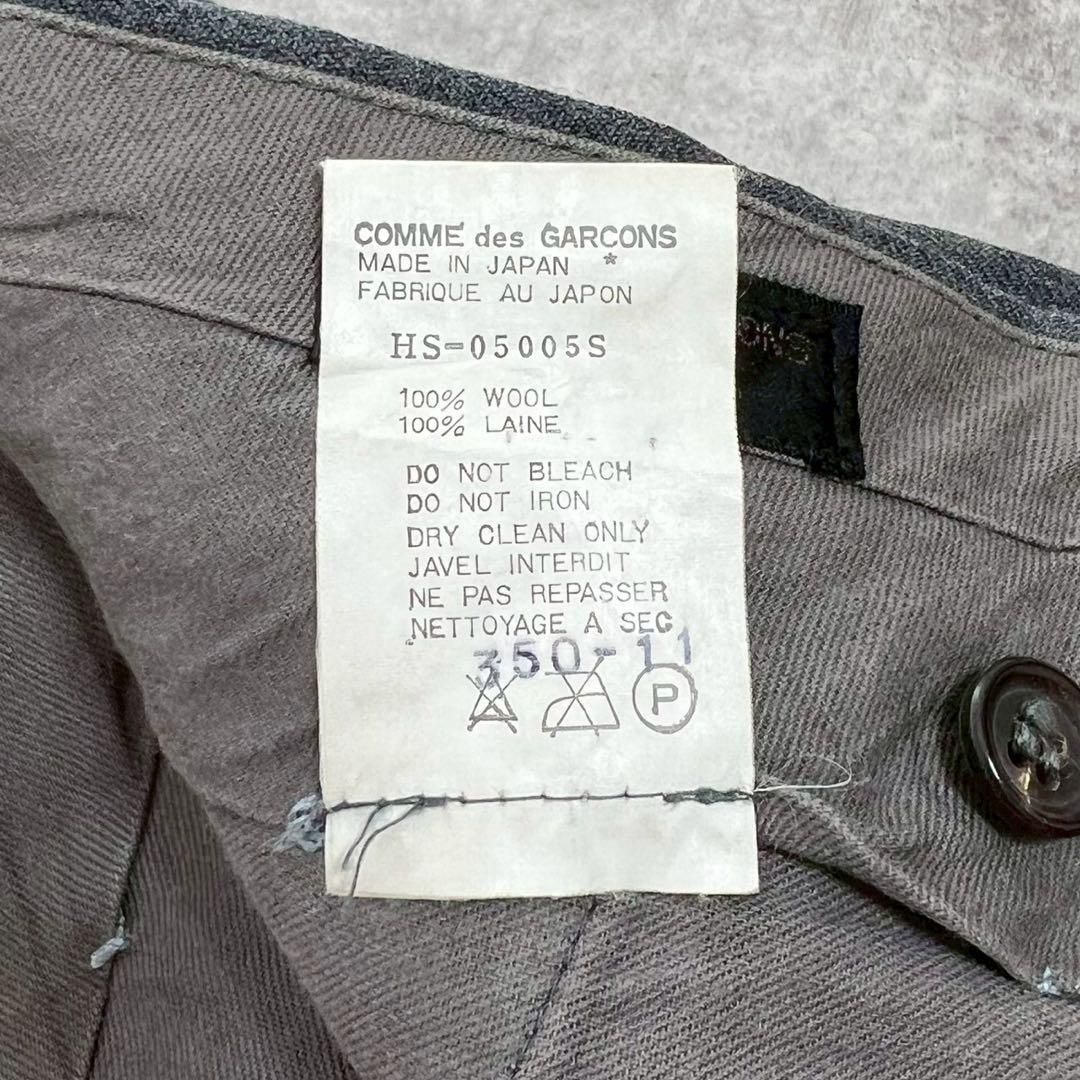 COMME des GARCONS
MADE IN JAPAN *
FABRIQUE AU JAPON
HS-05005S
100% WOOL
100% LAINE
DO NOT BLEACH
DO NOT IRON
DRY CLEAN ONLY
JAVEL INTERDIT
NE PAS REPASSER
NETTOYAGE A SEC
350-11
P